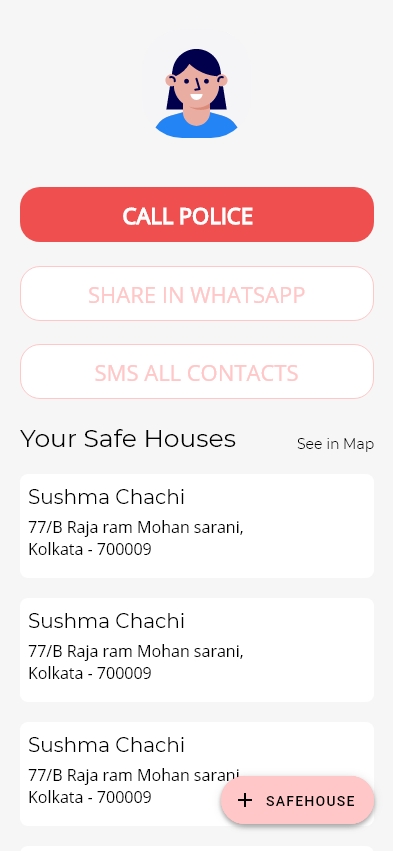 CALL POLICE
SHARE IN WHATSAPP
SMS ALL CONTACTS
Your Safe Houses
See in Map
Sushma Chachi
77/B Raja ram Mohan sarani,
Kolkata - 700009
Sushma Chachi
77/B Raja ram Mohan sarani,
Kolkata - 700009
Sushma Chachi
77/B Raja ram Mohan sarani
Kolkata - 700009
+ SAFEHOUSE